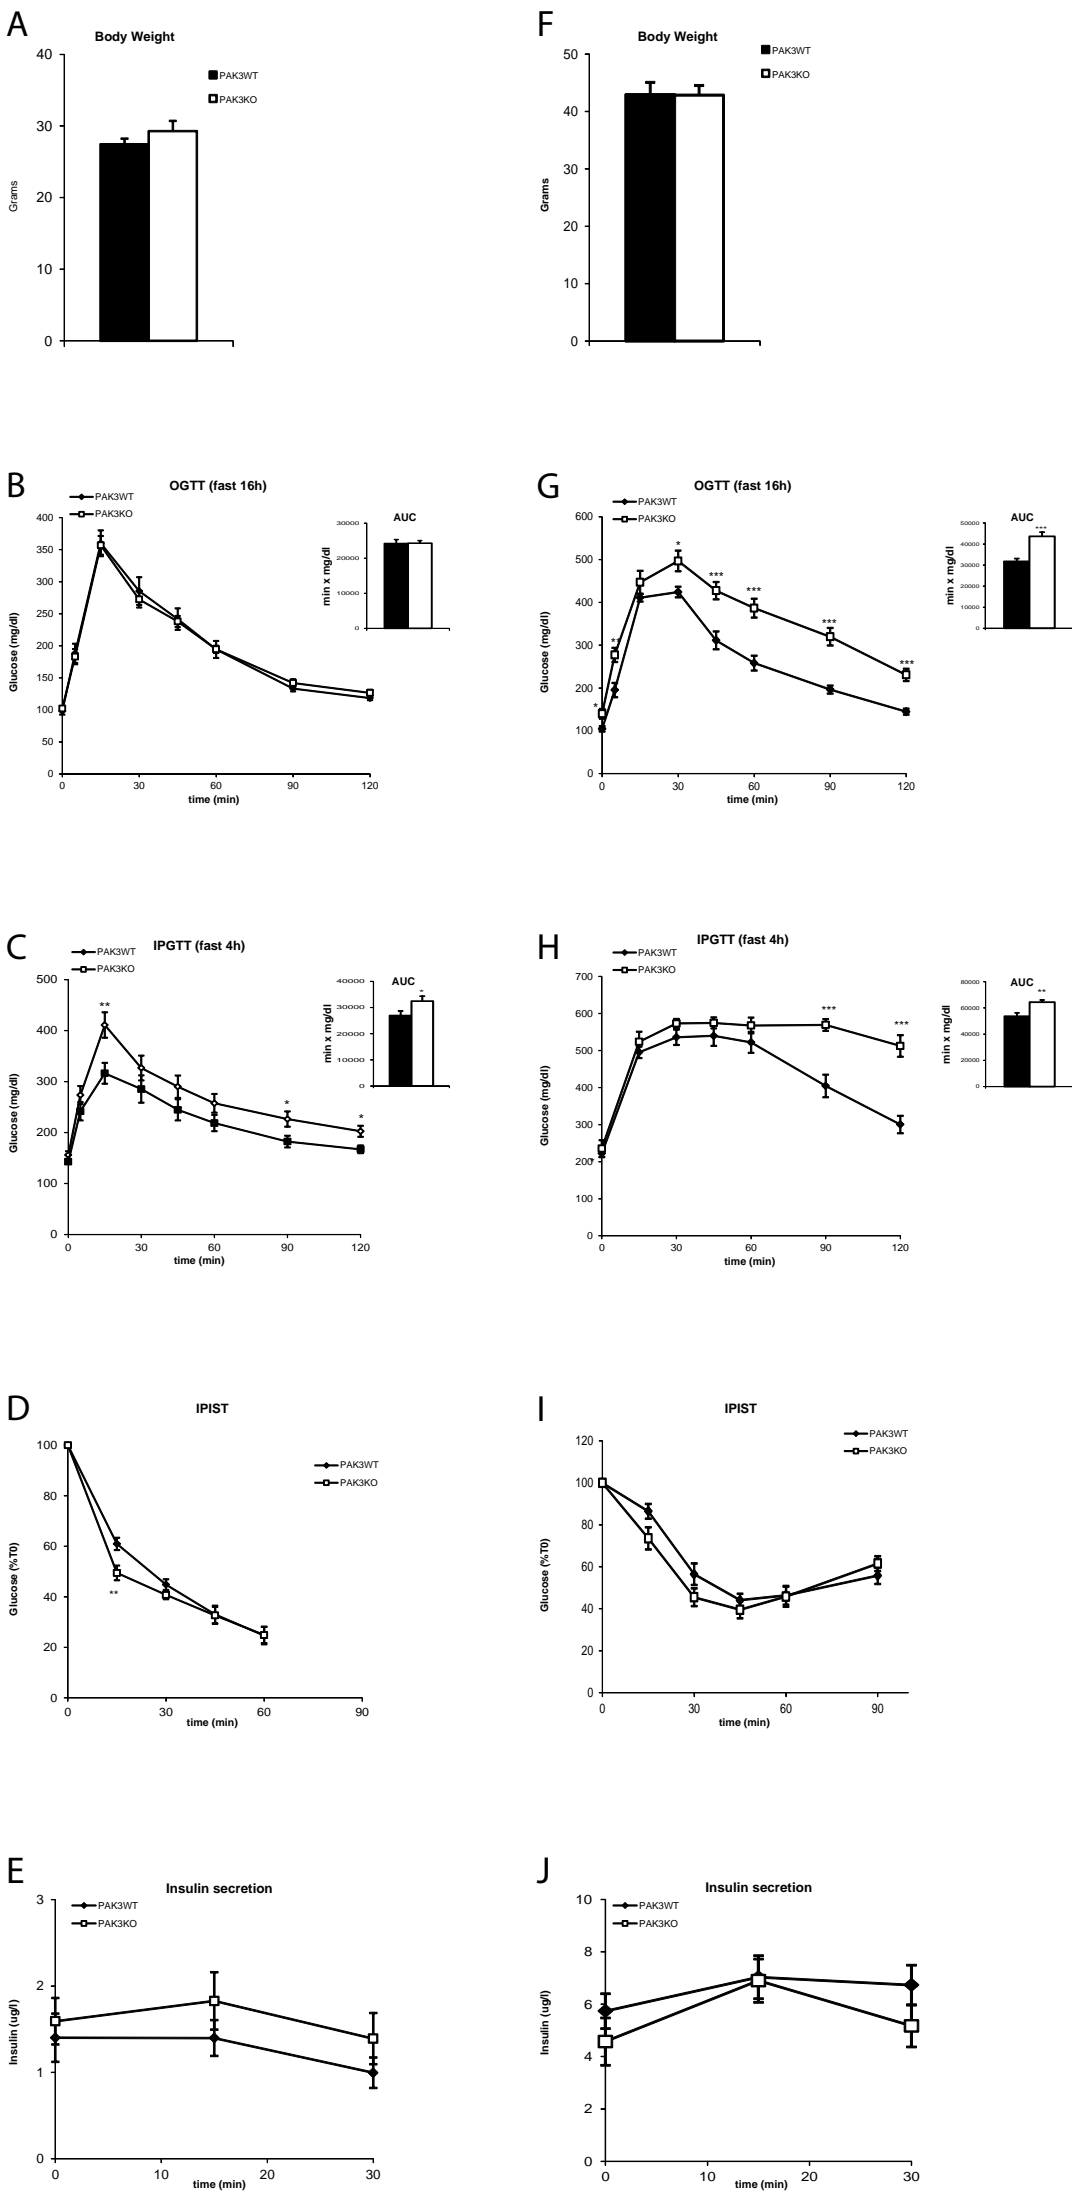 A
Body Weight
PAK3WT
PAK3KO
Grams
40
30
20
10
0
F
Body Weight
PAK3WT
PAK3KO
Grams
50
40
30
20
10
0
B
OGTT (fast 16h)
PAK3WT
PAK3KO
Glucose (mg/dl)
400
350
300
250
200
150
100
50
0
0 30 60 90 120
time (min)
AUC
min x mg/dl
30000
20000
10000
0
G
OGTT (fast 16h)
PAK3WT
PAK3KO
Glucose (mg/dl)
600
500
400
300
200
100
0
* ** * *** *** *** ***
0 30 60 90 120
time (min)
AUC
***
min x mg/dl
50000
40000
30000
20000
10000
0
C
IPGTT (fast 4h)
PAK3WT
PAK3KO
Glucose (mg/dl)
500
400
300
200
100
0
** * *
0 30 60 90 120
time (min)
AUC
*
min x mg/dl
40000
30000
20000
10000
0
H
IPGTT (fast 4h)
PAK3WT
PAK3KO
Glucose (mg/dl)
700
600
500
400
300
200
100
0
*** ***
0 30 60 90 120
time (min)
AUC
**
min x mg/dl
80000
60000
40000
20000
0
D
IPIST
PAK3WT
PAK3KO
Glucose (%T0)
100
80
60
40
20
0
**
0 30 60 90
time (min)
I
IPIST
PAK3WT
PAK3KO
Glucose (%T0)
120
100
80
60
40
20
0
0 30 60 90
time (min)
E
Insulin secretion
PAK3WT
PAK3KO
Insulin (ug/l)
3
2
1
0
0 10 20 30
time (min)
J
Insulin secretion
PAK3WT
PAK3KO
Insulin (ug/l)
10
8
6
4
2
0
0 10 20 30
time (min)